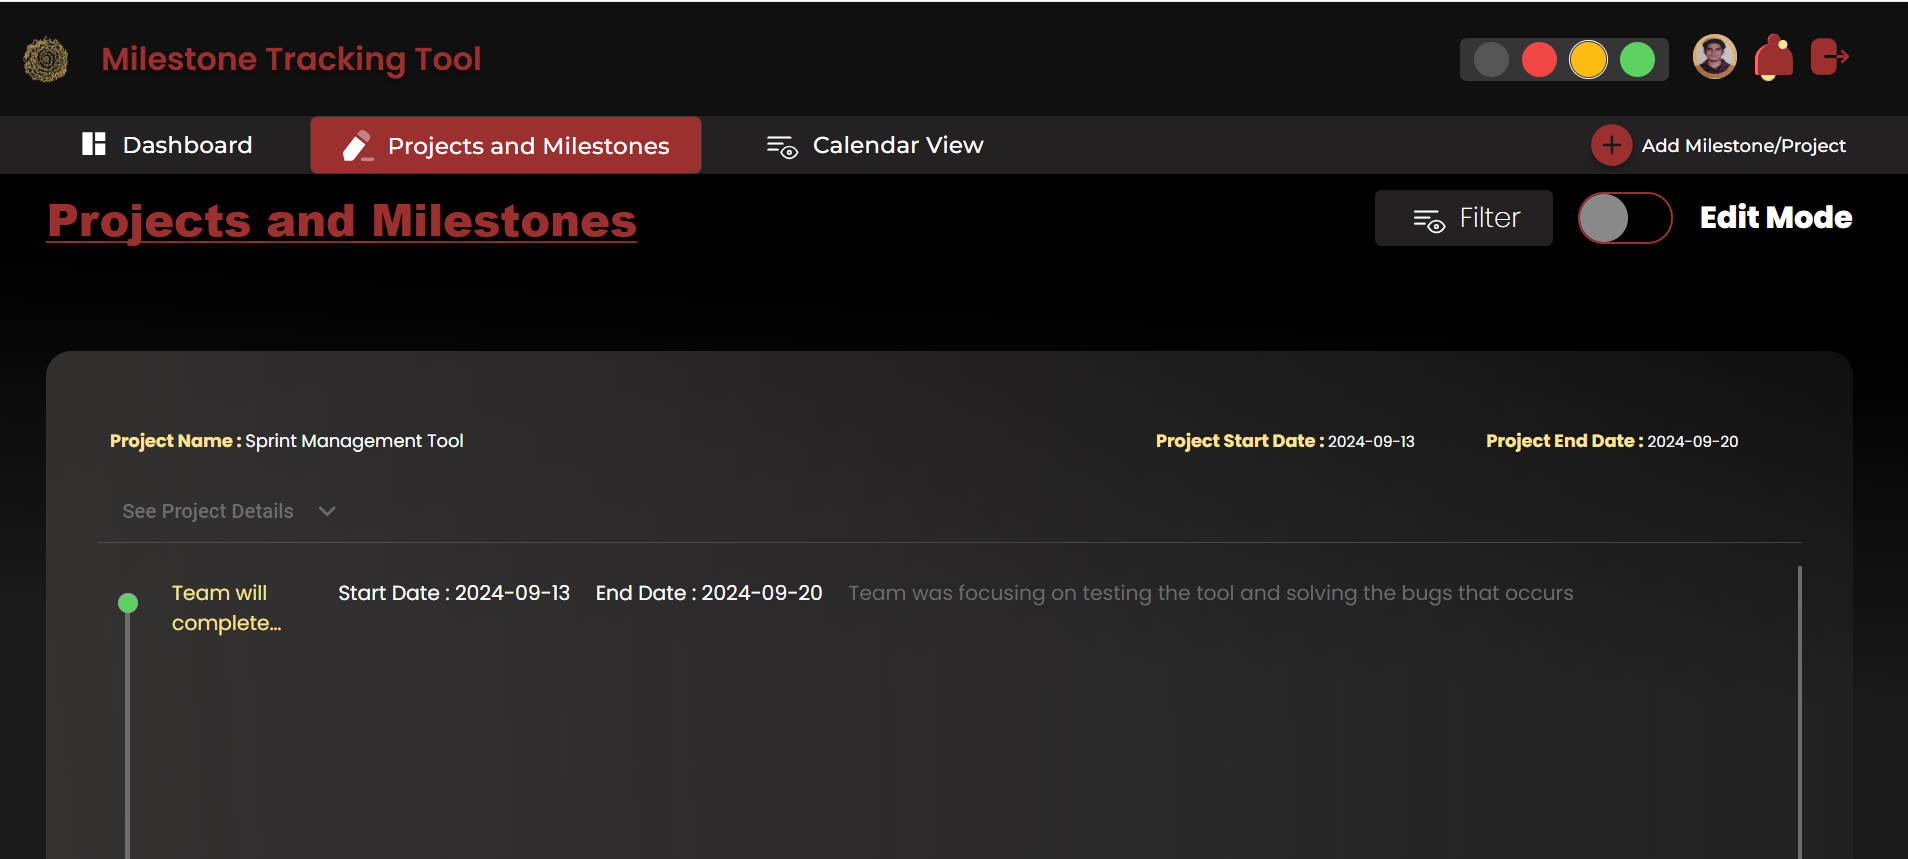 Milestone Tracking Tool
Dashboard
Projects and Milestones
Calendar View
Add Milestone/Project
Projects and Milestones
Filter
Edit Mode
Project Name : Sprint Management Tool
Project Start Date : 2024-09-13
Project End Date : 2024-09-20
See Project Details
Team will
complete...
Start Date : 2024-09-13
End Date : 2024-09-20
Team was focusing on testing the tool and solving the bugs that occurs